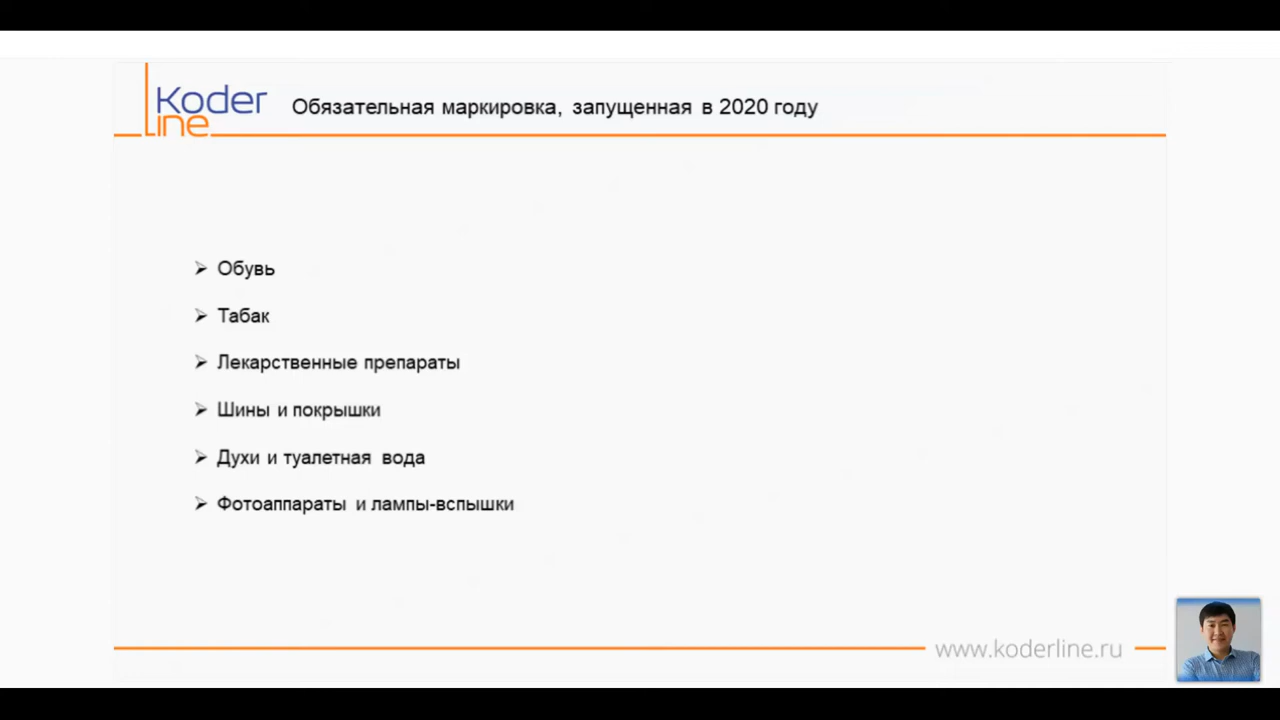 Koder
line
Обязательная маркировка, запущенная в 2020 году
➢ Обувь
➢ Табак
➢ Лекарственные препараты
➢ Шины и покрышки
➢ Духи и туалетная вода
➢ Фотоаппараты и лампы-вспышки
www.koderline.ru